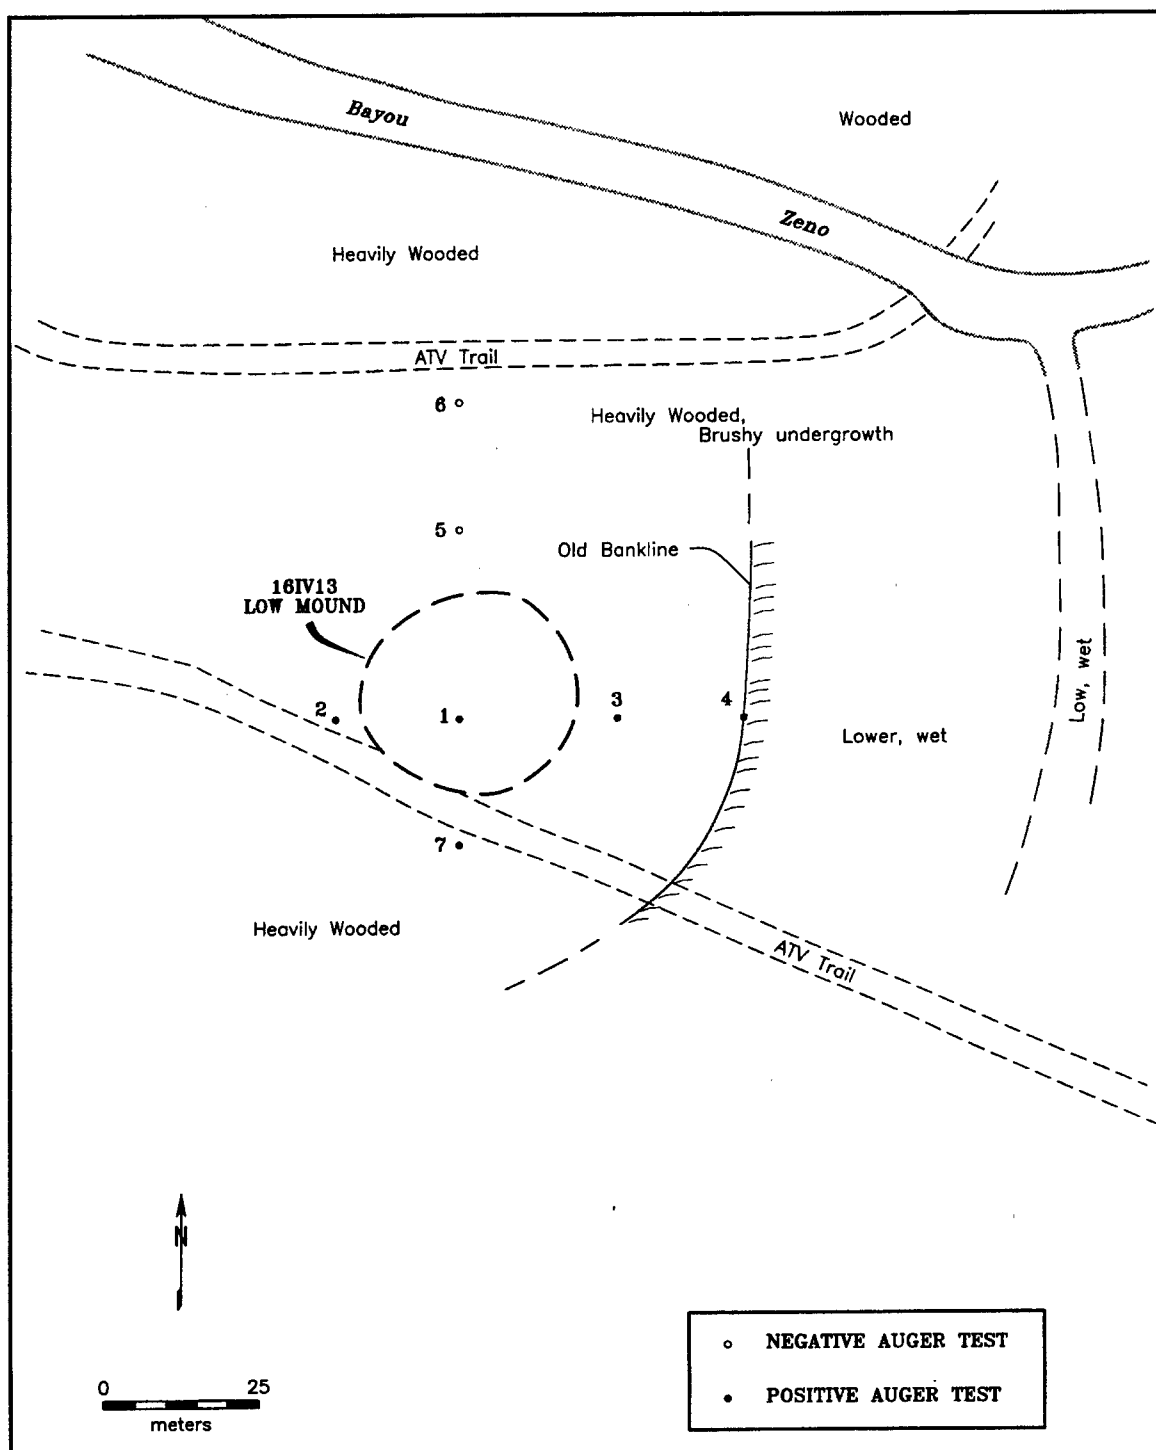 Bayou
Wooded
Zeno
Heavily Wooded
ATV Trail
6
Heavily Wooded,
Brushy undergrowth
5
Old Bankline
16IV13
LOW MOUND
Low, wet
2
1
3
4
Lower, wet
7
Heavily Wooded
ATV Trail
N
NEGATIVE AUGER TEST
POSITIVE AUGER TEST
0 25
meters